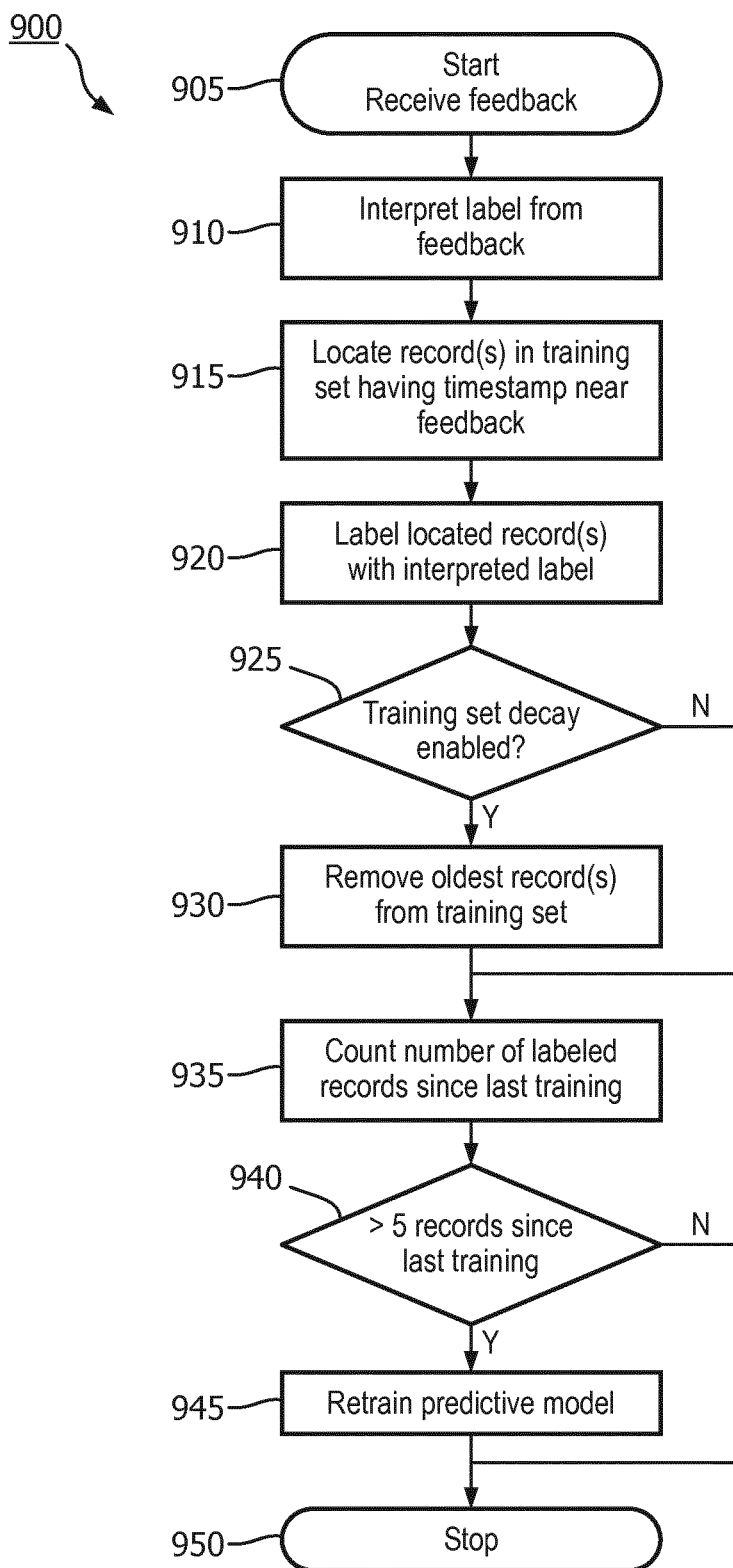 900
905
Start
Receive feedback
910
Interpret label from
feedback
915
Locate record(s) in training
set having timestamp near
feedback
920
Label located record(s)
with interpreted label
925
Training set decay
enabled?
N
Y
930
Remove oldest record(s)
from training set
935
Count number of labeled
records since last training
940
> 5 records since
last training
N
Y
945
Retrain predictive model
950
Stop